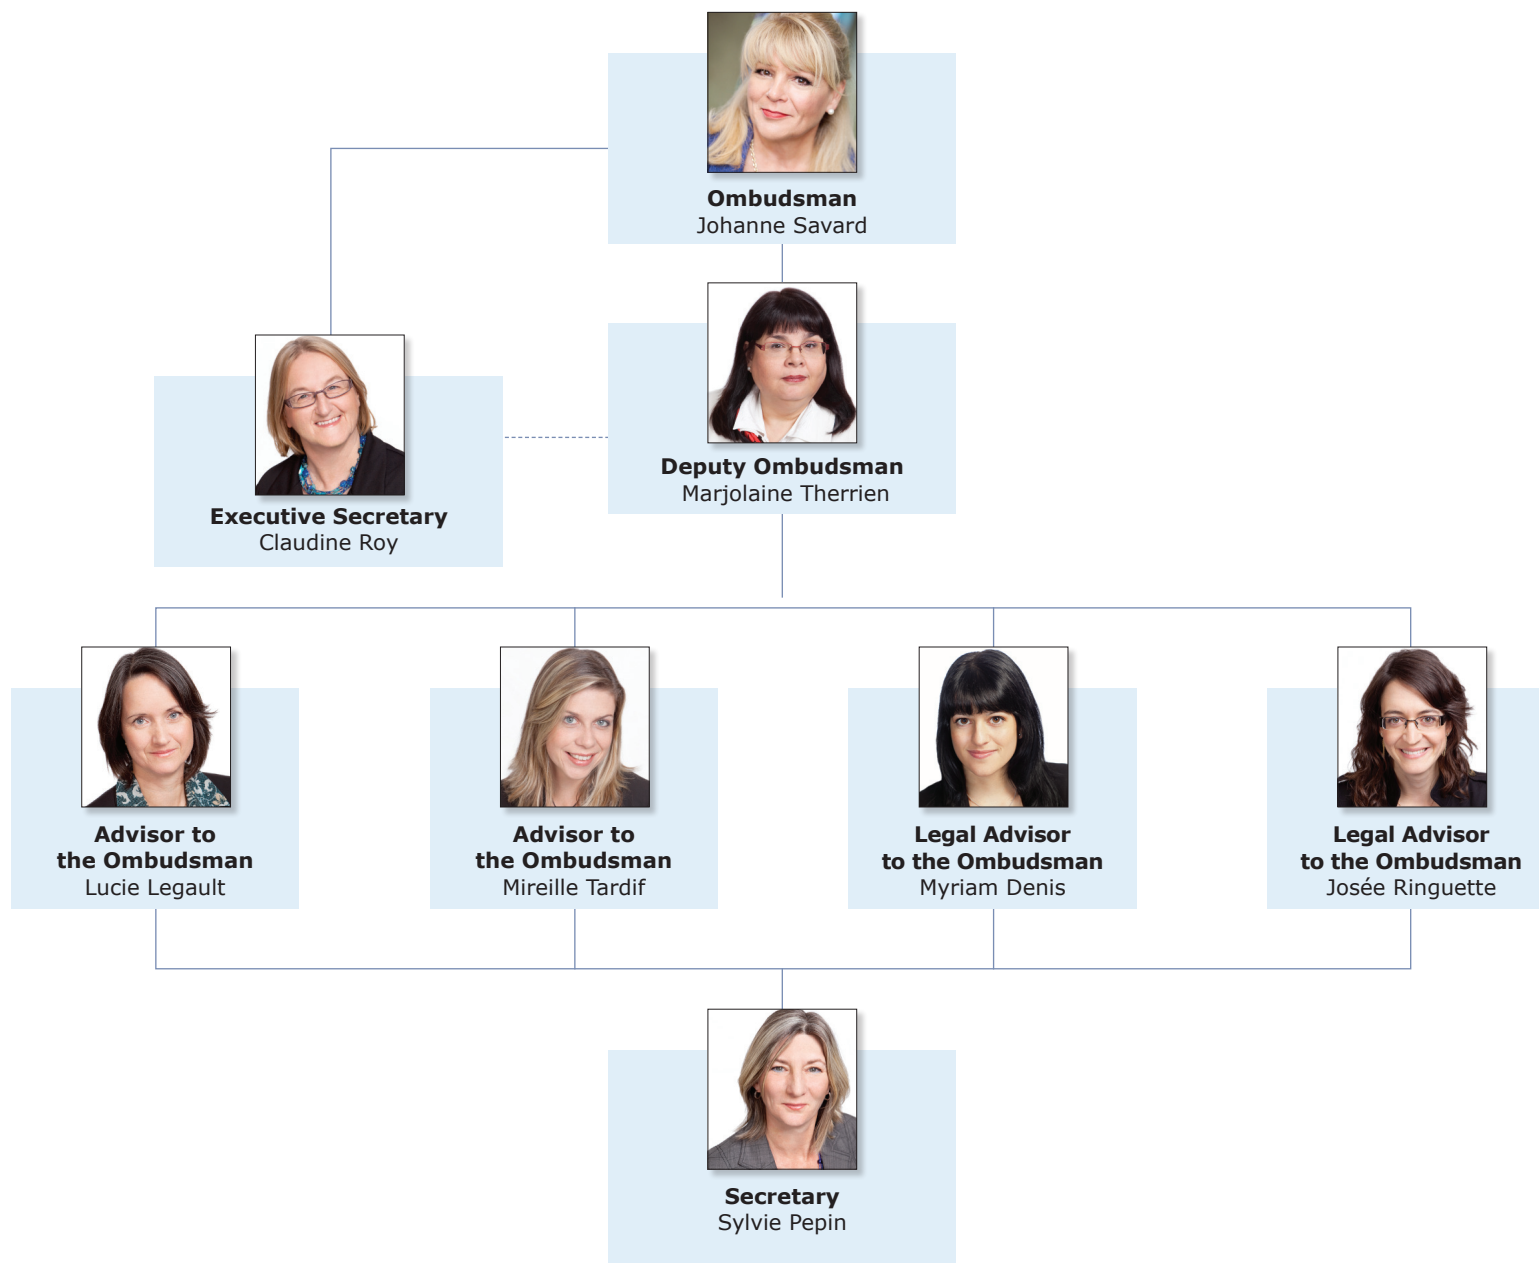 Ombudsman
Johanne Savard
Deputy Ombudsman
Marjolaine Therrien
Executive Secretary
Claudine Roy
Advisor to
the Ombudsman
Lucie Legault
Advisor to
the Ombudsman
Mireille Tardif
Legal Advisor
to the Ombudsman
Myriam Denis
Legal Advisor
to the Ombudsman
Josée Ringuette
Secretary
Sylvie Pepin